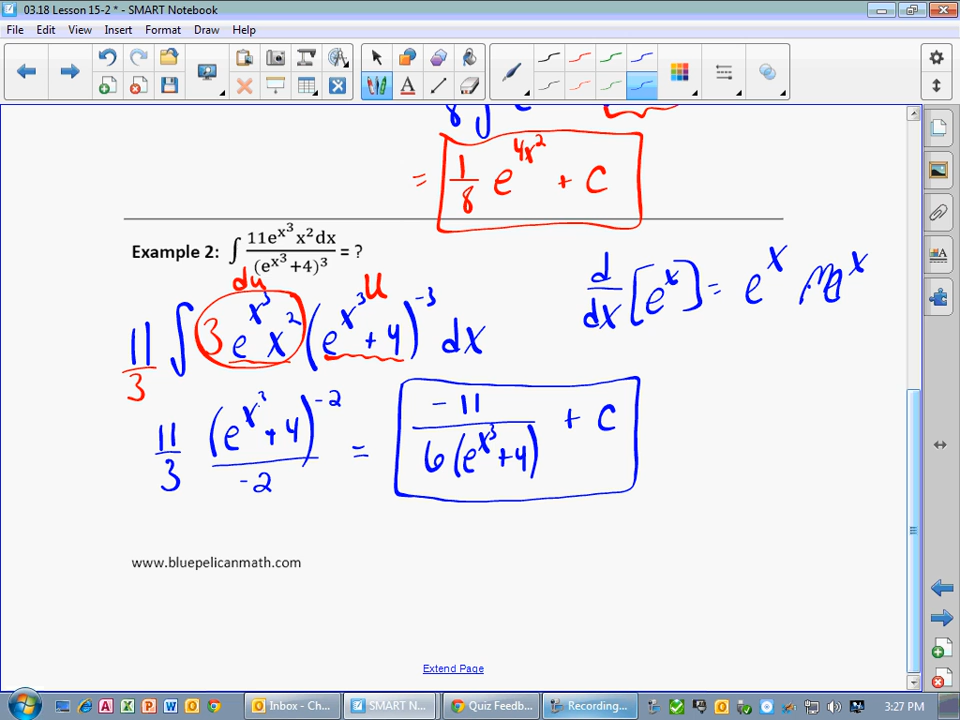 03.18 Lesson 15-2 * - SMART Notebook
File Edit View Insert Format Draw Help
8 ∫ e
= 1/8 e^(4x²) + C
Example 2: ∫ 11e^(x³)x²dx / (e^(x³)+4)³ = ?
du u
d/dx [e^x] = e^x
11/3 ∫ 3e^(x³) x² (e^(x³) + 4)^(-3) dx
11/3 (e^(x³) + 4)^(-2) / -2 = -11 / 6(e^(x³) + 4) + C
www.bluepelicanmath.com
Extend Page
Inbox - Ch... SMART N... Quiz Feedb... Recording... 3:27 PM